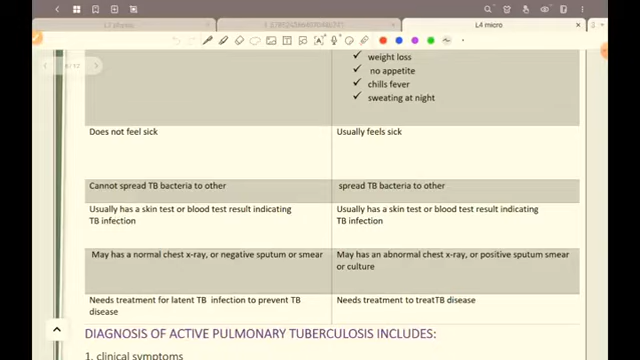 L4 micro
weight loss
no appetite
chills fever
sweating at night
Does not feel sick
Usually feels sick
Cannot spread TB bacteria to other
spread TB bacteria to other
Usually has a skin test or blood test result indicating
TB infection
Usually has a skin test or blood test result indicating
TB infection
May has a normal chest x-ray, or negative sputum or smear
May has an abnormal chest x-ray, or positive sputum smear
or culture
Needs treatment for latent TB infection to prevent TB
disease
Needs treatment to treatTB disease
DIAGNOSIS OF ACTIVE PULMONARY TUBERCULOSIS INCLUDES:
1. clinical symptoms